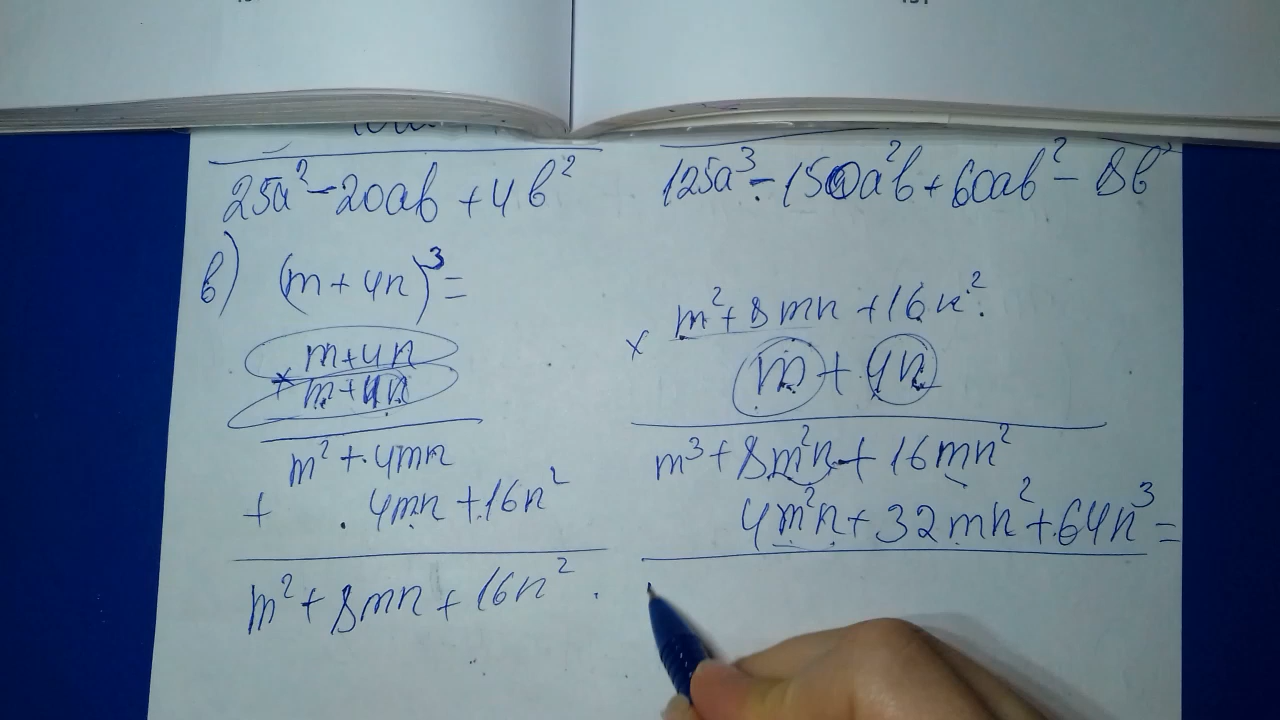 25a²-20ab+4b²
125a³-150a²b+60ab²-8b³
в) (m+4n)³=
× m+4n
m+4n
m²+4mn
+ 4mn+16n²
m²+8mn+16n².
× m²+8mn+16n².
m+4n
m³+8m²n+16mn²
4m²n+32mn²+64n³=